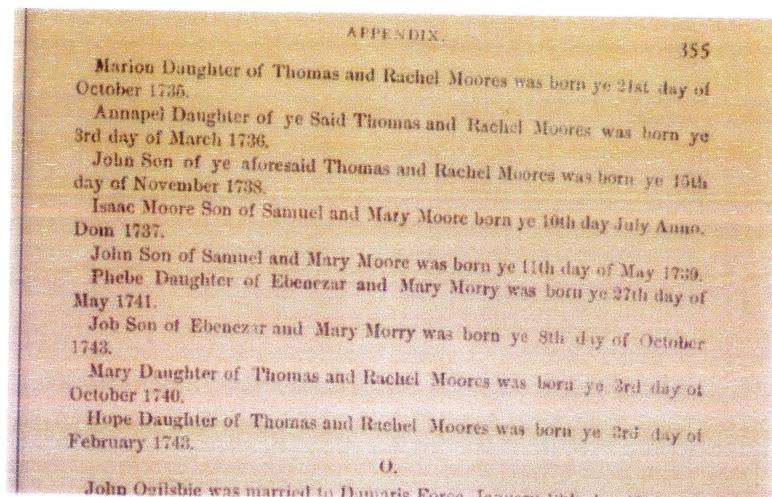 APPENDIX.
355
Marion Daughter of Thomas and Rachel Moores was born ye 21st day of
October 1735.
Annapel Daughter of ye Said Thomas and Rachel Moores was born ye
3rd day of March 1736.
John Son of ye aforesaid Thomas and Rachel Moores was born ye 15th
day of November 1738.
Isaac Moore Son of Samuel and Mary Moore born ye 10th day July Anno.
Dom 1737.
John Son of Samuel and Mary Moore was born ye 11th day of May 1739.
Phebe Daughter of Ebenezar and Mary Morry was born ye 27th day of
May 1741.
Job Son of Ebenezar and Mary Morry was born ye 8th day of October
1743.
Mary Daughter of Thomas and Rachel Moores was born ye 3rd day of
October 1740.
Hope Daughter of Thomas and Rachel Moores was born ye 3rd day of
February 1743.
O.
John Ogilsbie was married to Damaris Force, January